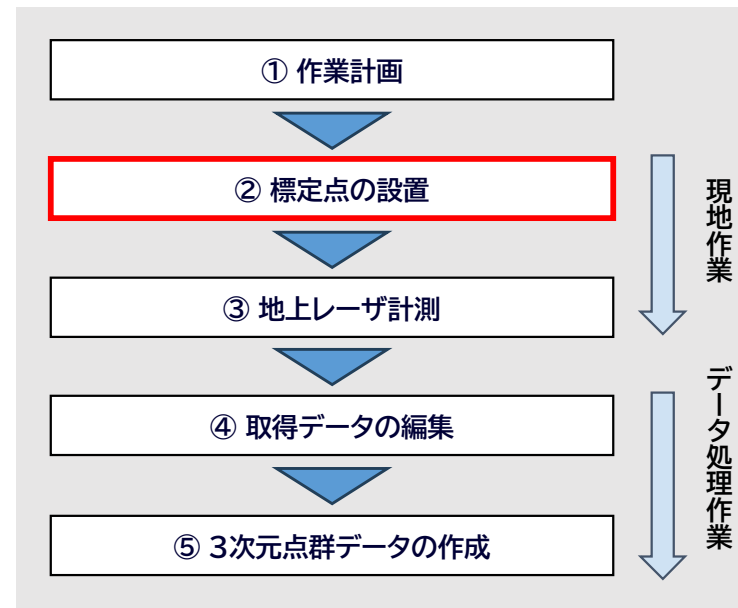 ① 作業計画
② 標定点の設置
③ 地上レーザ計測
④ 取得データの編集
⑤ 3次元点群データの作成
現地作業
データ処理作業